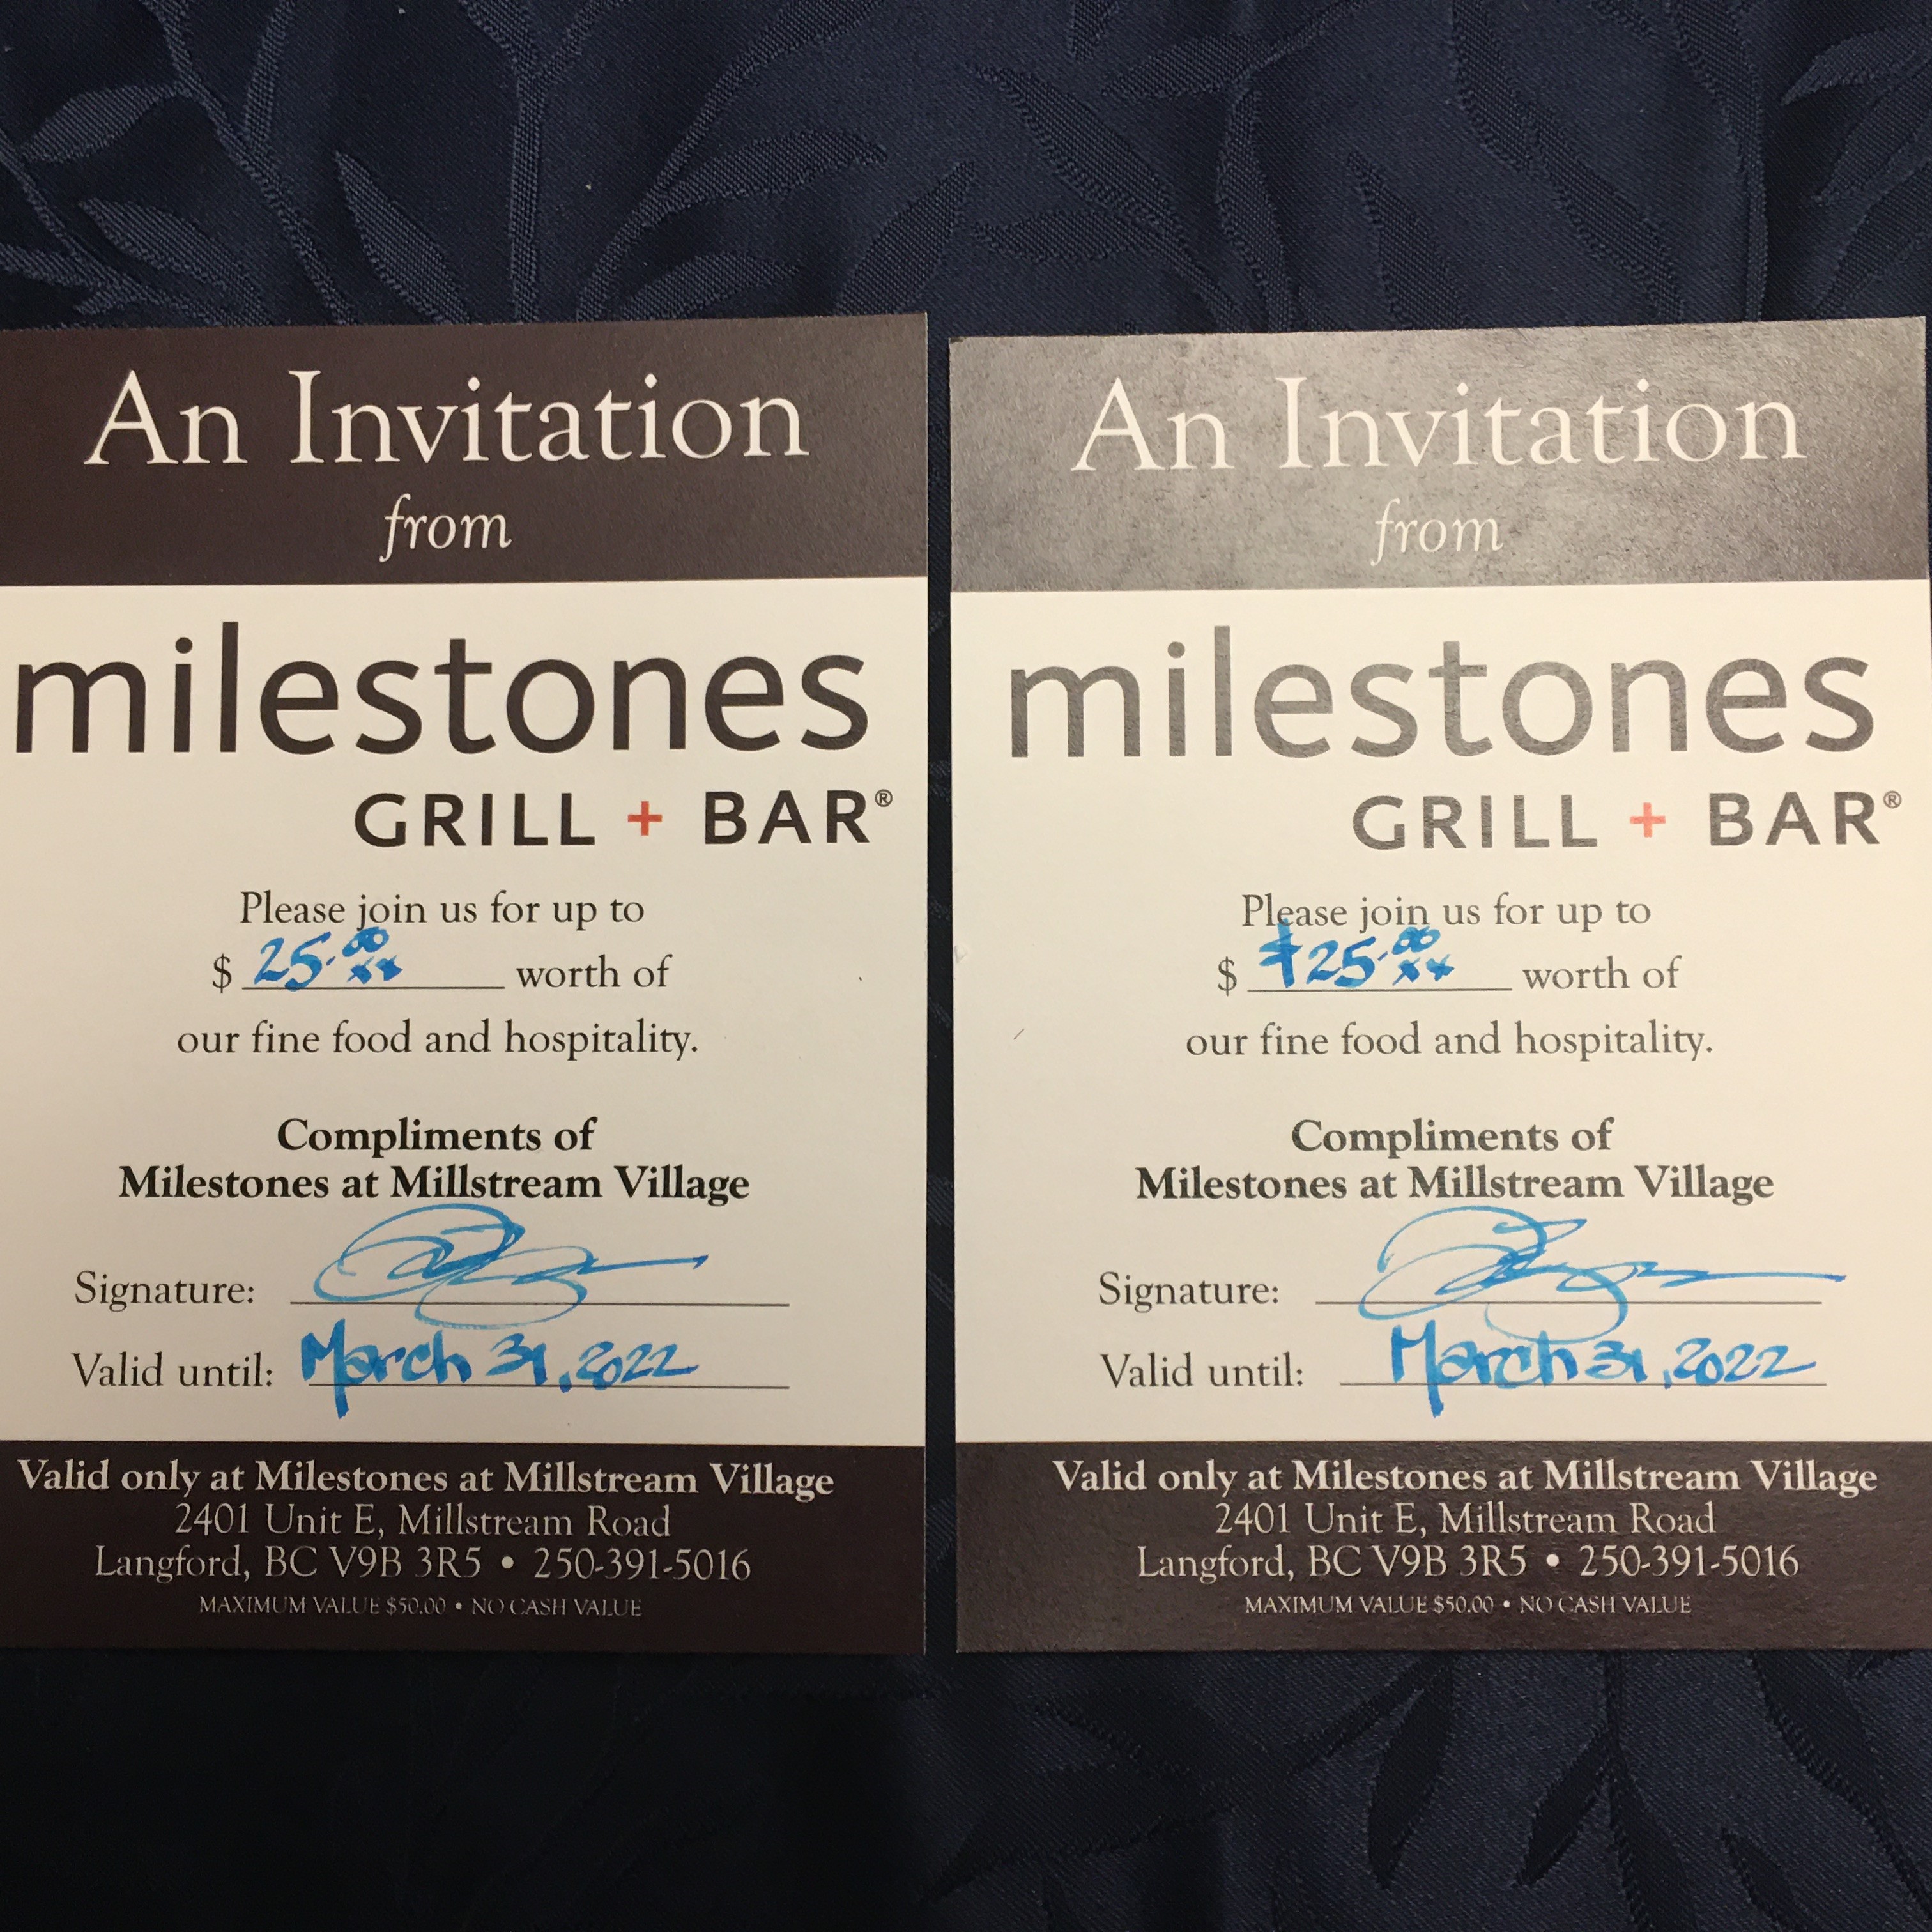 An Invitation
from
milestones
GRILL + BAR®
Please join us for up to
$ 25.00 xx worth of
our fine food and hospitality.
Compliments of
Milestones at Millstream Village
Signature:
Valid until: March 31, 2022
Valid only at Milestones at Millstream Village
2401 Unit E, Millstream Road
Langford, BC V9B 3R5 • 250-391-5016
MAXIMUM VALUE $50.00 • NO CASH VALUE
An Invitation
from
milestones
GRILL + BAR®
Please join us for up to
$ $25.00 xx worth of
our fine food and hospitality.
Compliments of
Milestones at Millstream Village
Signature:
Valid until: March 31, 2022
Valid only at Milestones at Millstream Village
2401 Unit E, Millstream Road
Langford, BC V9B 3R5 • 250-391-5016
MAXIMUM VALUE $50.00 • NO CASH VALUE